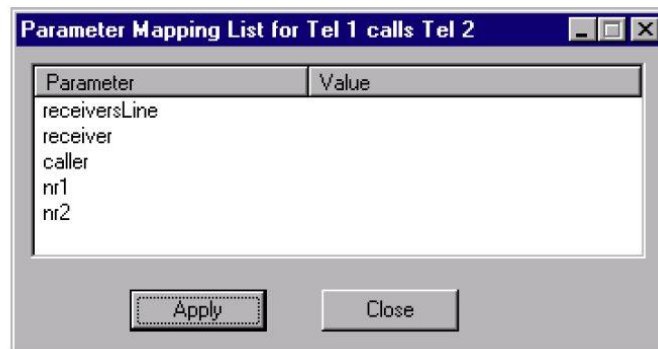 Parameter Mapping List for Tel 1 calls Tel 2
Parameter Value
receiversLine
receiver
caller
nr1
nr2
Apply Close